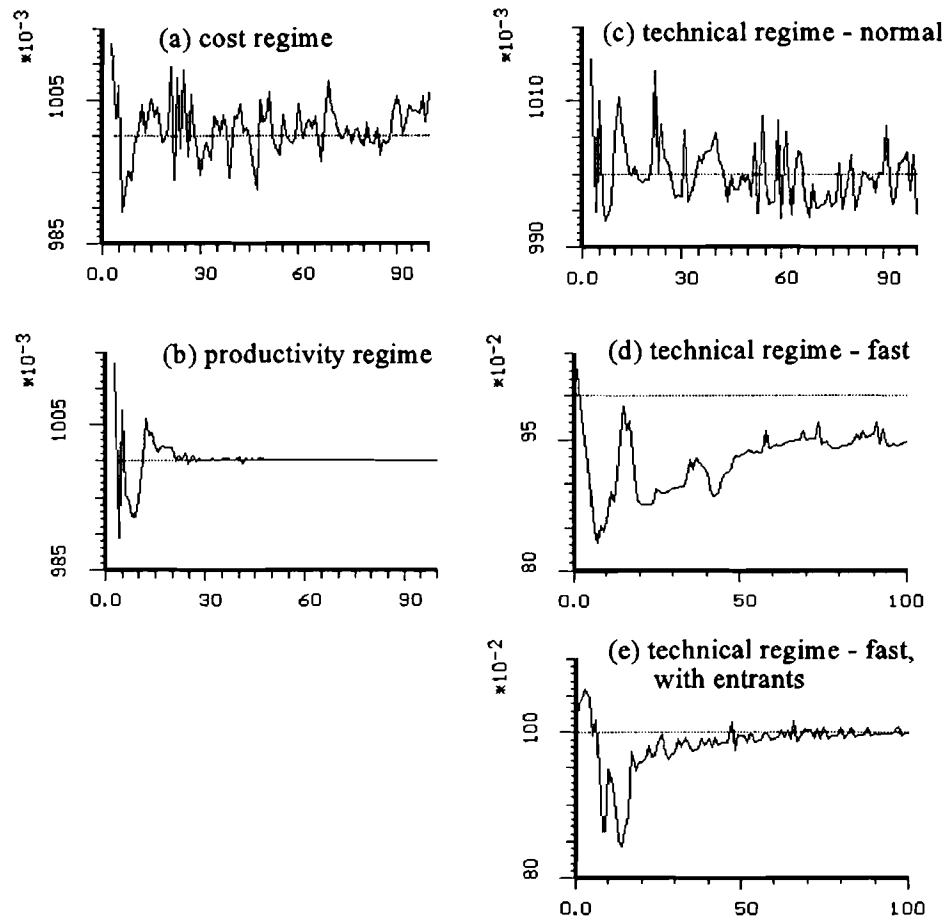 (a) cost regime
*10⁻³
1005
985
0.0 30 60 90
(c) technical regime - normal
*10⁻³
1010
990
0.0 30 60 90
(b) productivity regime
*10⁻³
1005
985
0.0 30 60 90
(d) technical regime - fast
*10⁻²
95
80
0.0 50 100
(e) technical regime - fast,
with entrants
*10⁻²
100
80
0.0 50 100